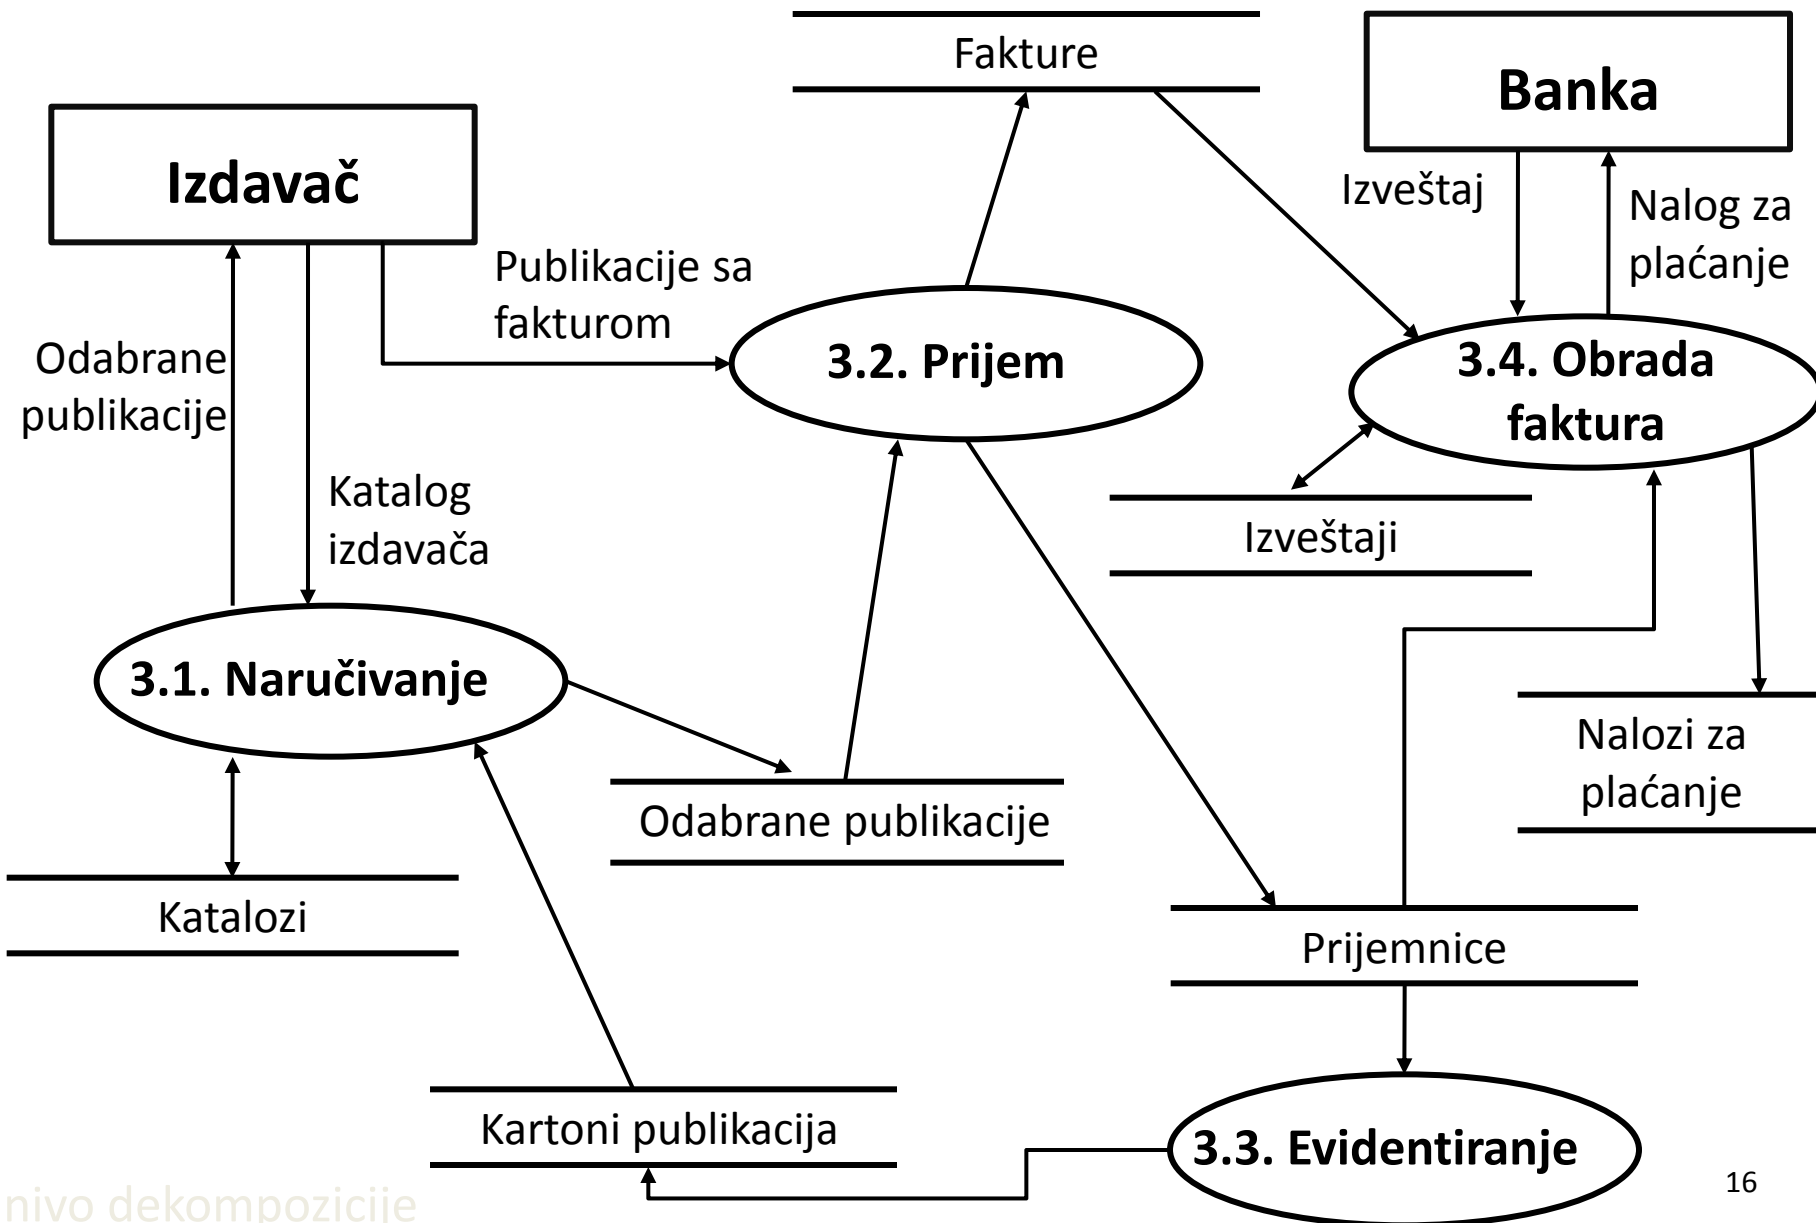 Fakture
Banka
Izdavač
Izveštaj
Nalog za
plaćanje
Publikacije sa
fakturom
Odabrane
publikacije
3.2. Prijem
3.4. Obrada
faktura
Katalog
izdavača
Izveštaji
3.1. Naručivanje
Nalozi za
plaćanje
Odabrane publikacije
Katalozi
Prijemnice
Kartoni publikacija
3.3. Evidentiranje
16
nivo dekompozicije